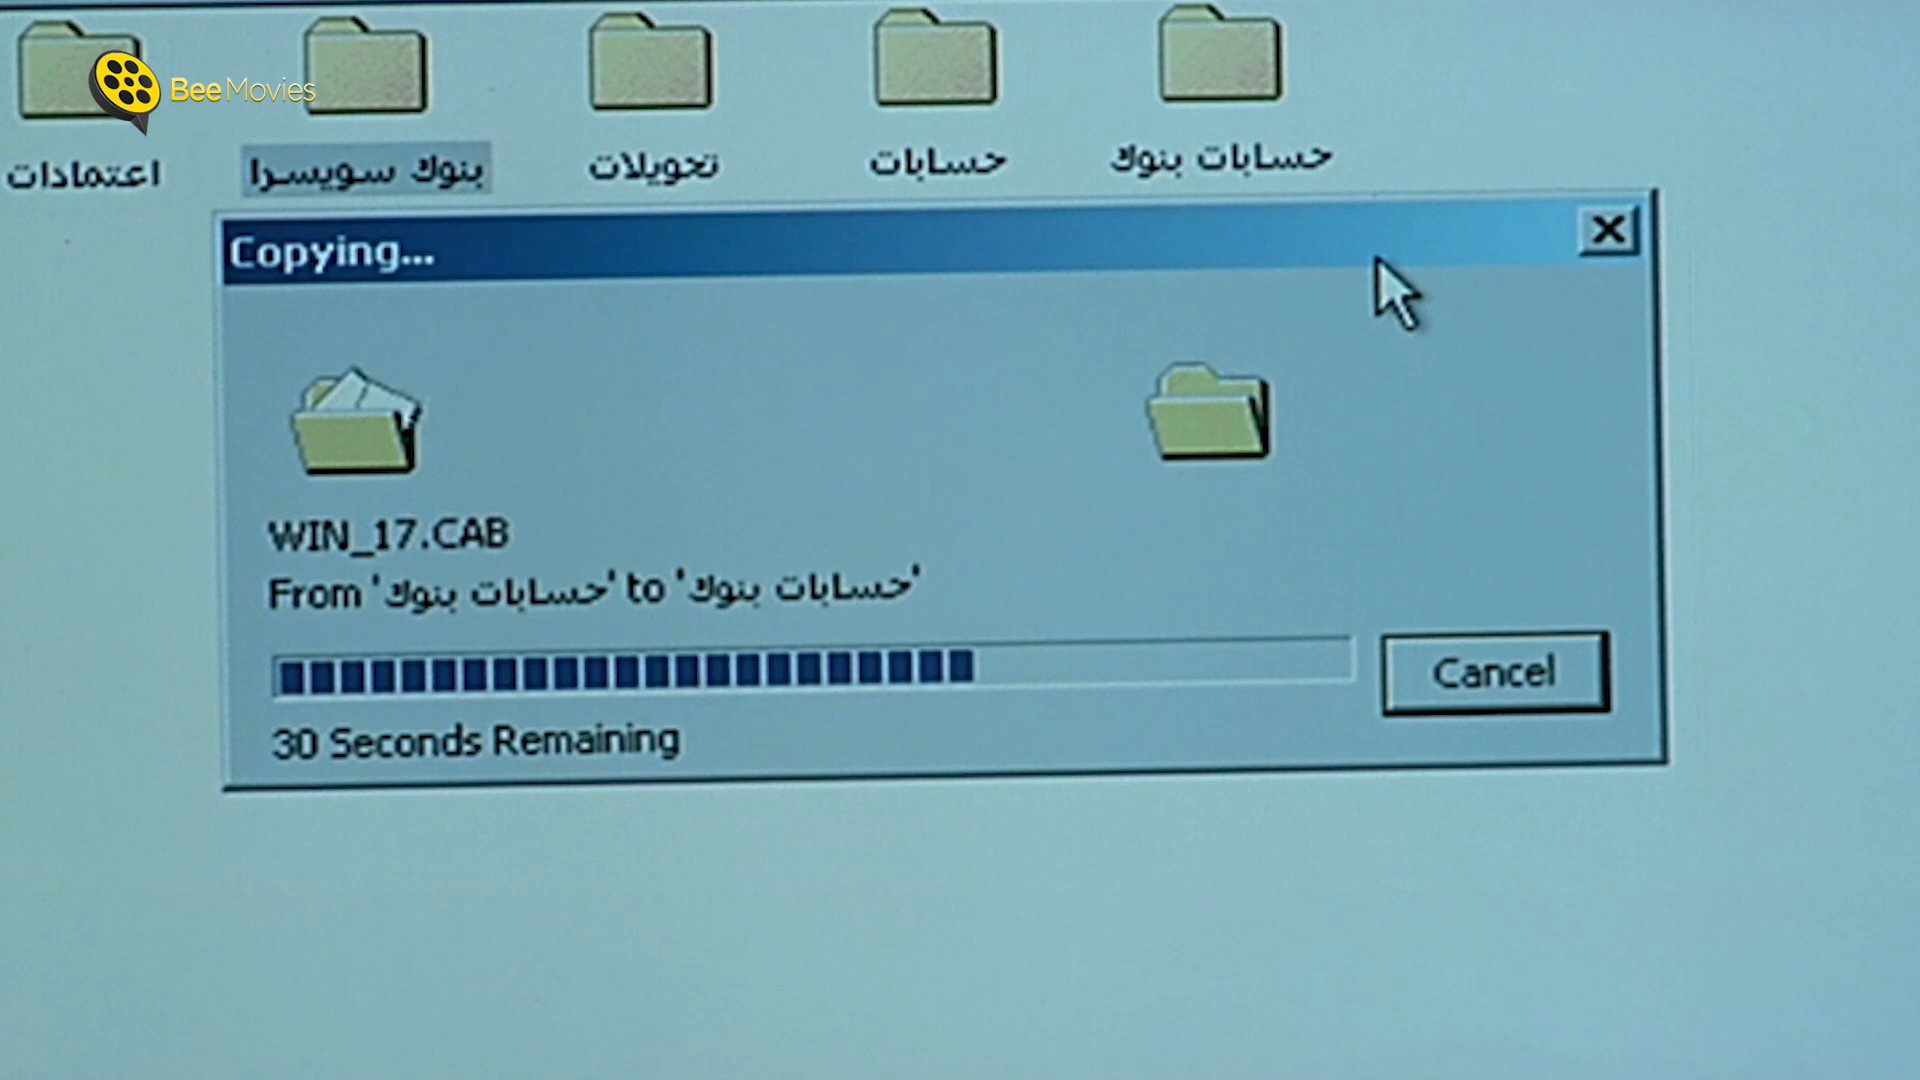 BeeMovies
اعتمادات
بنوك سويسرا
تحويلات
حسابات
حسابات بنوك
Copying...
WIN_17.CAB
From 'حسابات بنوك' to 'حسابات بنوك'
Cancel
30 Seconds Remaining